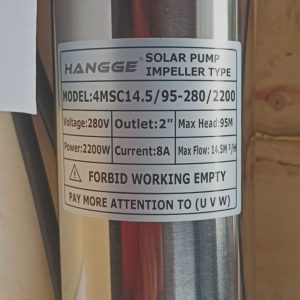 HANGGE® SOLAR PUMP
IMPELLER TYPE
MODEL:4MSC14.5/95-280/2200
Voltage:280V Outlet:2" Max Head:95M
Power:2200W Current:8A Max Flow: 14.5M³/H
FORBID WORKING EMPTY
PAY MORE ATTENTION TO (U V W)